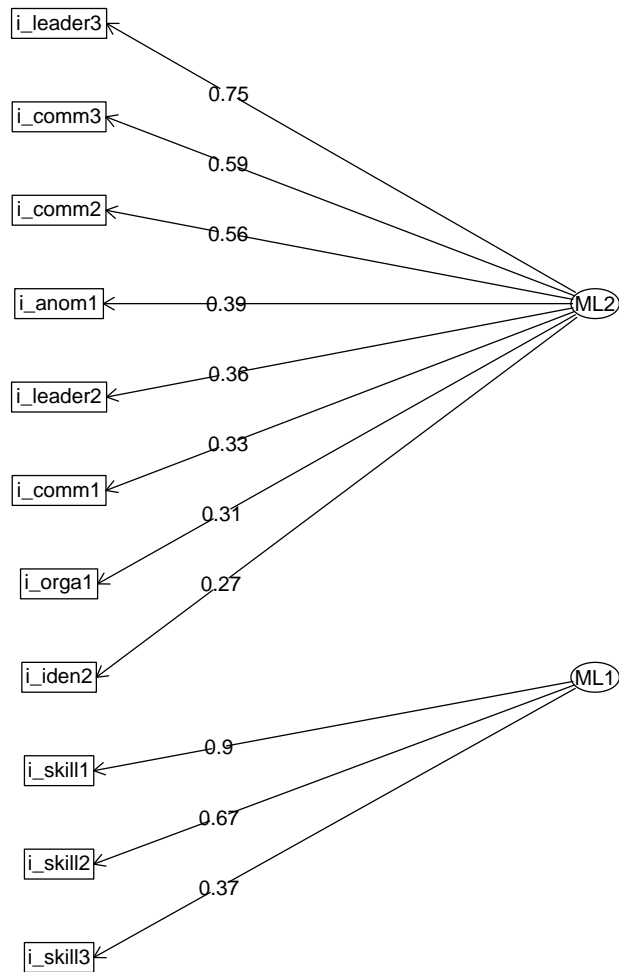 i_leader3
0.75
i_comm3
0.59
i_comm2
0.56
i_anom1
0.39
ML2
i_leader2
0.36
i_comm1
0.33
i_orga1
0.31
i_iden2
0.27
ML1
i_skill1
0.9
i_skill2
0.67
i_skill3
0.37